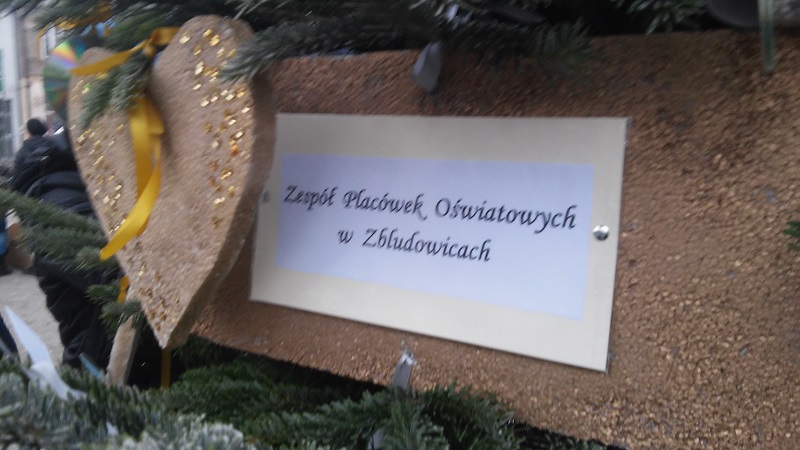 Zespół Placówek Oświatowych
w Zbludowicach